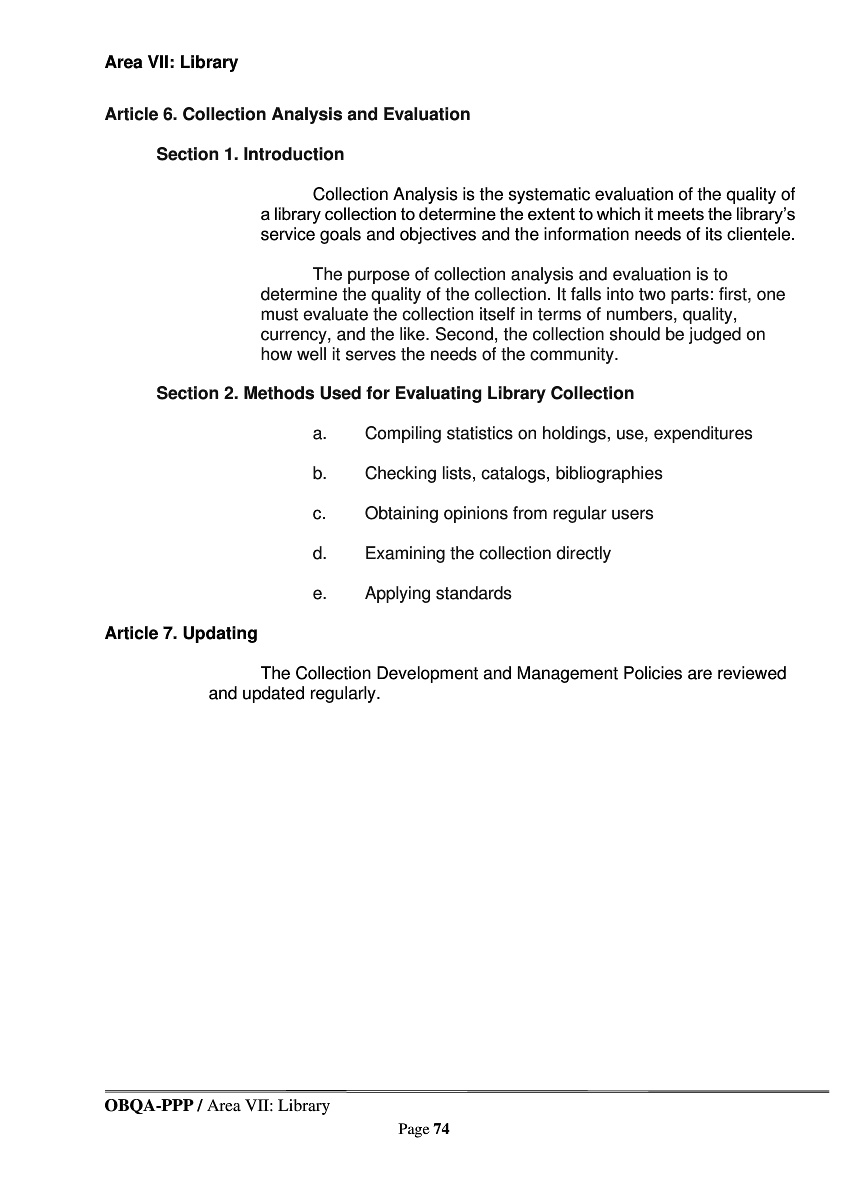 Area VII: Library
Article 6. Collection Analysis and Evaluation
Section 1. Introduction
Collection Analysis is the systematic evaluation of the quality of
a library collection to determine the extent to which it meets the library’s
service goals and objectives and the information needs of its clientele.
The purpose of collection analysis and evaluation is to
determine the quality of the collection. It falls into two parts: first, one
must evaluate the collection itself in terms of numbers, quality,
currency, and the like. Second, the collection should be judged on
how well it serves the needs of the community.
Section 2. Methods Used for Evaluating Library Collection
a. Compiling statistics on holdings, use, expenditures
b. Checking lists, catalogs, bibliographies
c. Obtaining opinions from regular users
d. Examining the collection directly
e. Applying standards
Article 7. Updating
The Collection Development and Management Policies are reviewed
and updated regularly.
OBQA-PPP / Area VII: Library
Page 74